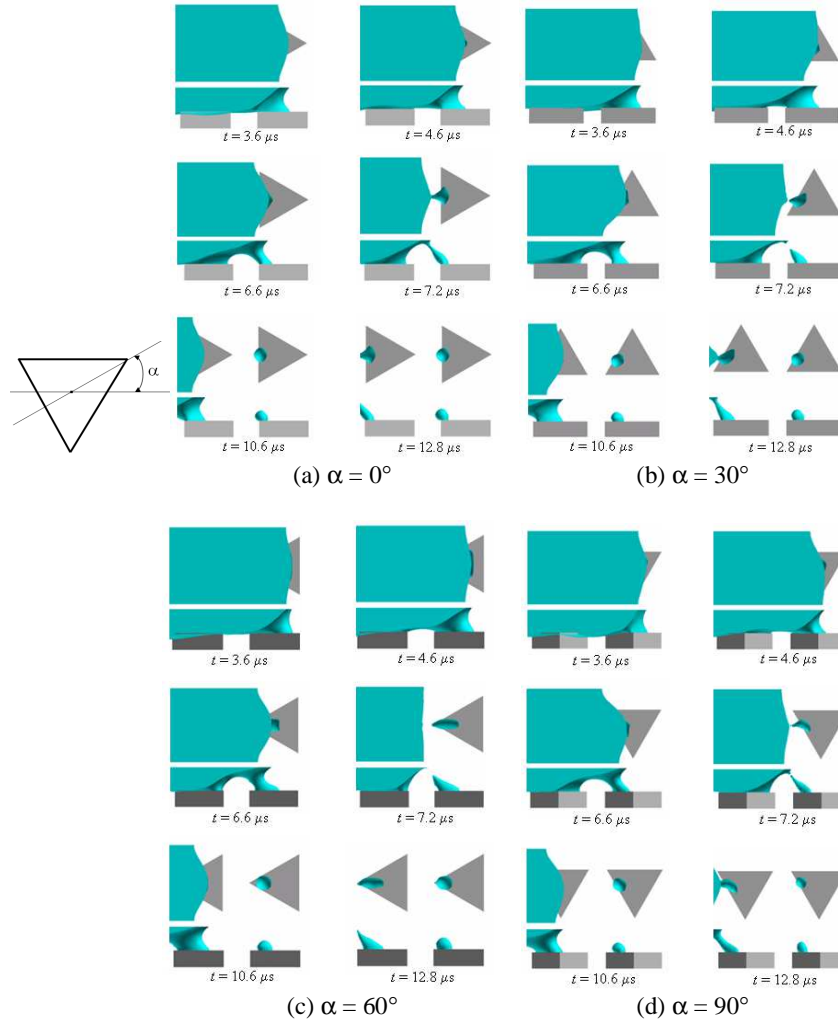 t = 3.6 μs
t = 4.6 μs
t = 3.6 μs
t = 4.6 μs
t = 6.6 μs
t = 7.2 μs
t = 6.6 μs
t = 7.2 μs
α
t = 10.6 μs
t = 12.8 μs
t = 10.6 μs
t = 12.8 μs
(a) α = 0°
(b) α = 30°
t = 3.6 μs
t = 4.6 μs
t = 3.6 μs
t = 4.6 μs
t = 6.6 μs
t = 7.2 μs
t = 6.6 μs
t = 7.2 μs
t = 10.6 μs
t = 12.8 μs
t = 10.6 μs
t = 12.8 μs
(c) α = 60°
(d) α = 90°